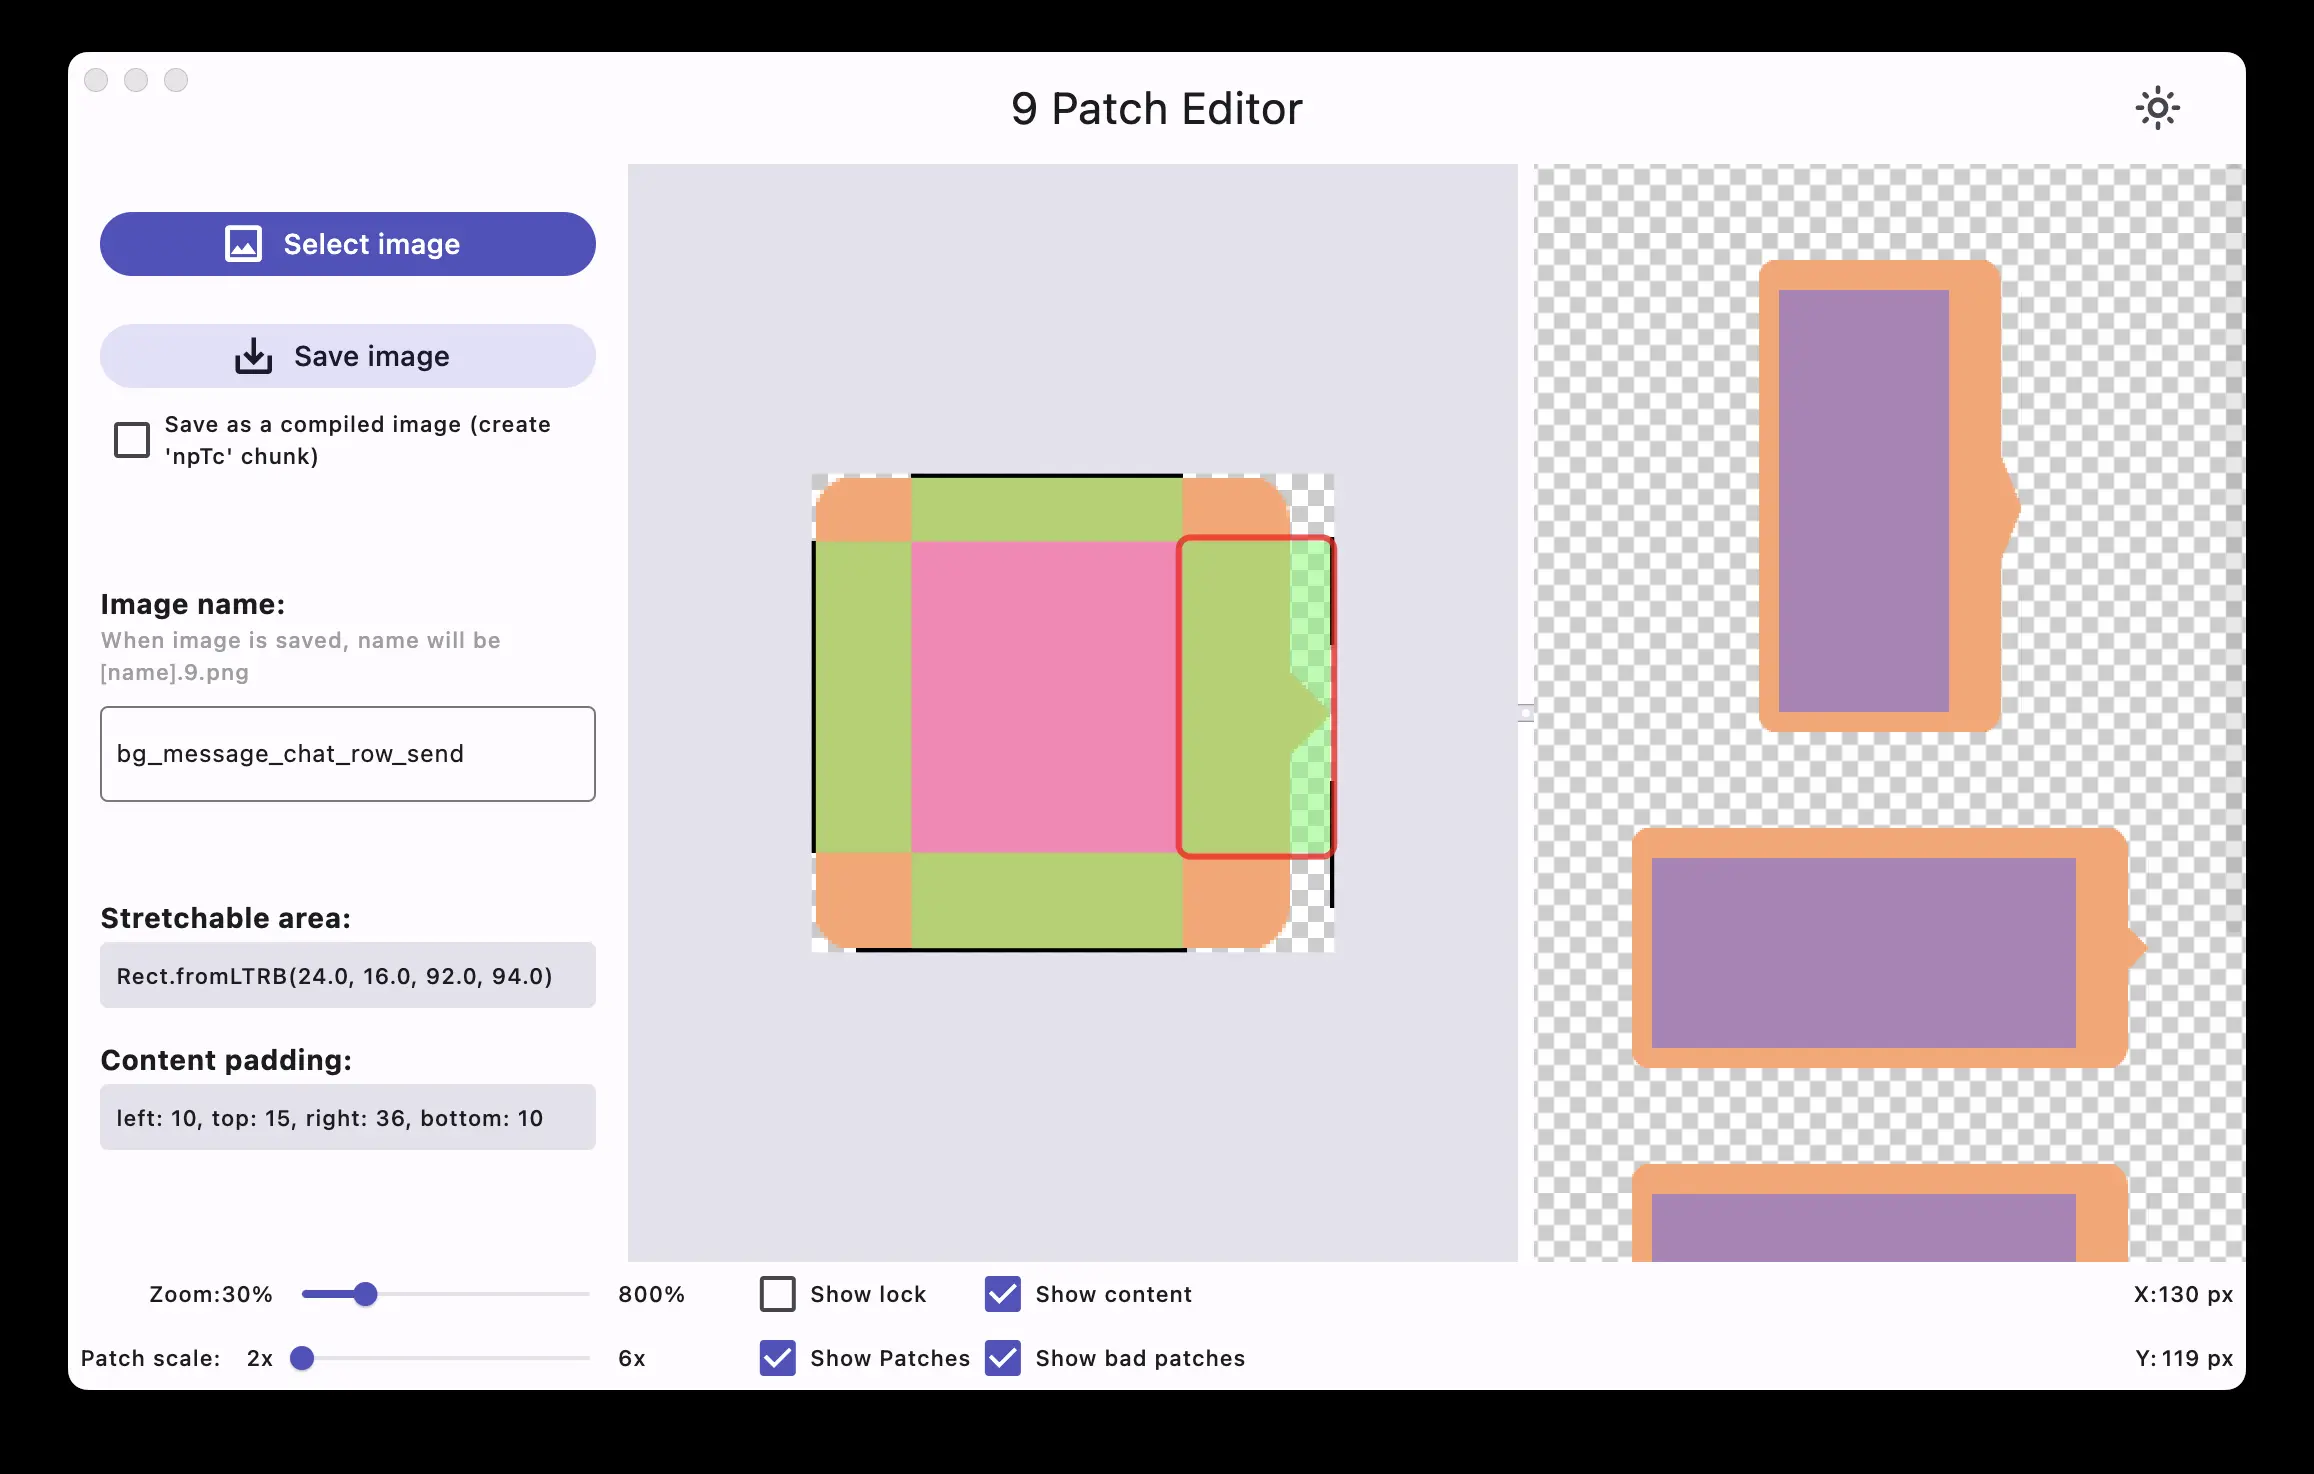 9 Patch Editor
Select image
Save image
Save as a compiled image (create
'npTc' chunk)
Image name:
When image is saved, name will be
[name].9.png
bg_message_chat_row_send
Stretchable area:
Rect.fromLTRB(24.0, 16.0, 92.0, 94.0)
Content padding:
left: 10, top: 15, right: 36, bottom: 10
Zoom:30% 800% Show lock Show content X:130 px
Patch scale: 2x 6x Show Patches Show bad patches Y: 119 px